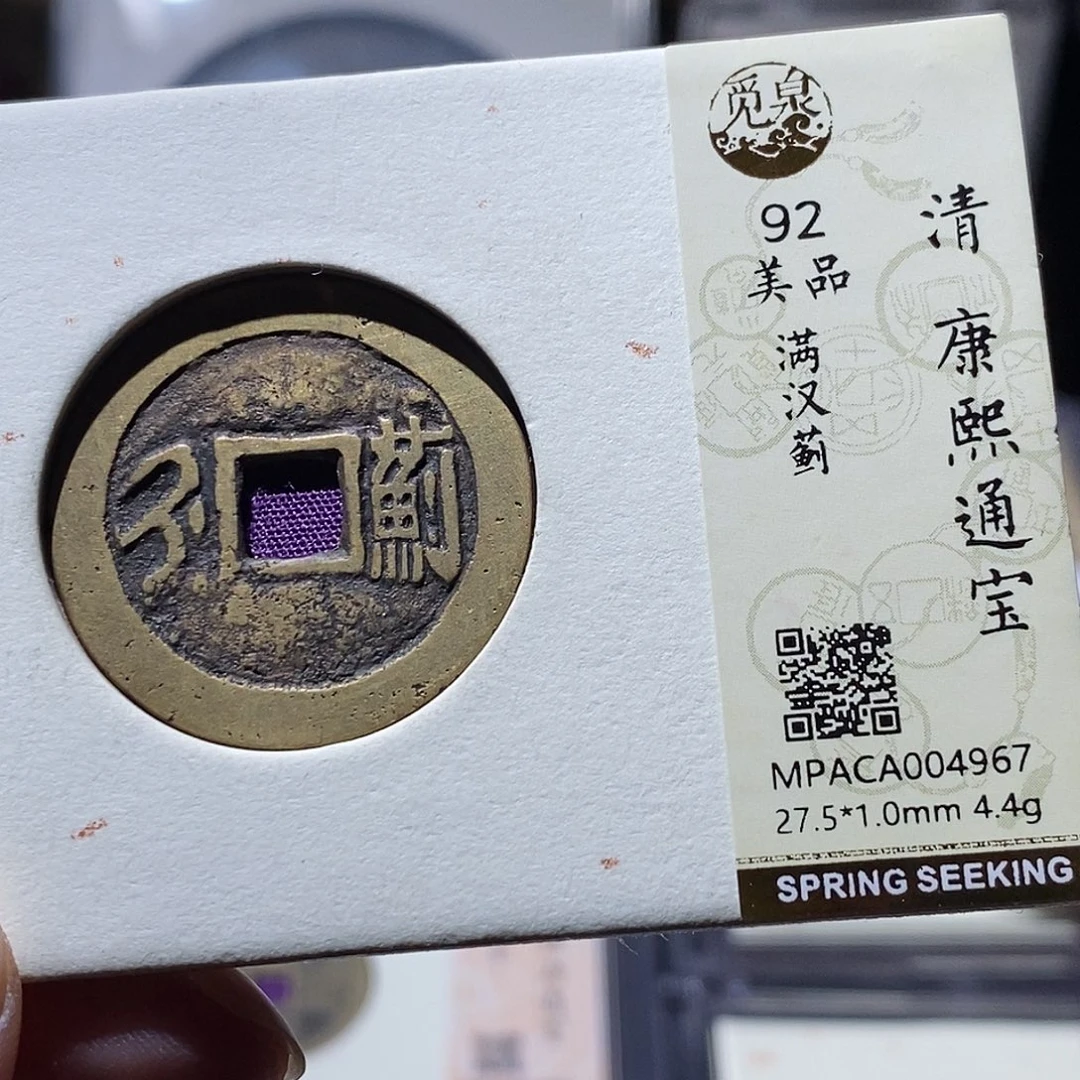 觅泉
92
美品
满汉蓟
清 康熙通宝
MPACA004967
27.5*1.0mm 4.4g
SPRING SEEKING
薊